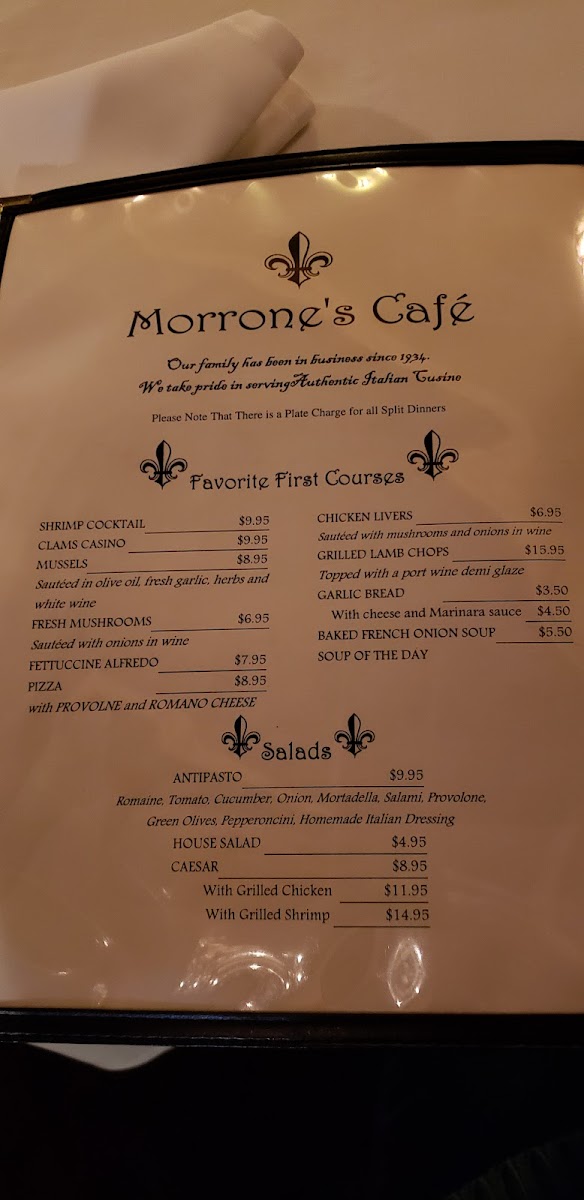 Morrone's Café
Our family has been in business since 1934.
We take pride in servingAuthentic Italian Cusine
Please Note That There is a Plate Charge for all Split Dinners
Favorite First Courses
SHRIMP COCKTAIL $9.95
CLAMS CASINO $9.95
MUSSELS $8.95
Sautéed in olive oil, fresh garlic, herbs and
white wine
FRESH MUSHROOMS $6.95
Sautéed with onions in wine
FETTUCCINE ALFREDO $7.95
PIZZA $8.95
with PROVOLNE and ROMANO CHEESE
CHICKEN LIVERS $6.95
Sautéed with mushrooms and onions in wine
GRILLED LAMB CHOPS $15.95
Topped with a port wine demi glaze
GARLIC BREAD $3.50
With cheese and Marinara sauce $4.50
BAKED FRENCH ONION SOUP $5.50
SOUP OF THE DAY
Salads
ANTIPASTO $9.95
Romaine, Tomato, Cucumber, Onion, Mortadella, Salami, Provolone,
Green Olives, Pepperoncini, Homemade Italian Dressing
HOUSE SALAD $4.95
CAESAR $8.95
With Grilled Chicken $11.95
With Grilled Shrimp $14.95